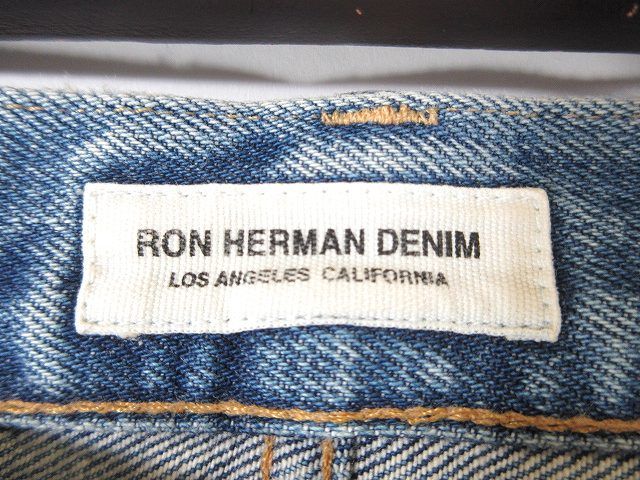 RON HERMAN DENIM
LOS ANGELES CALIFORNIA